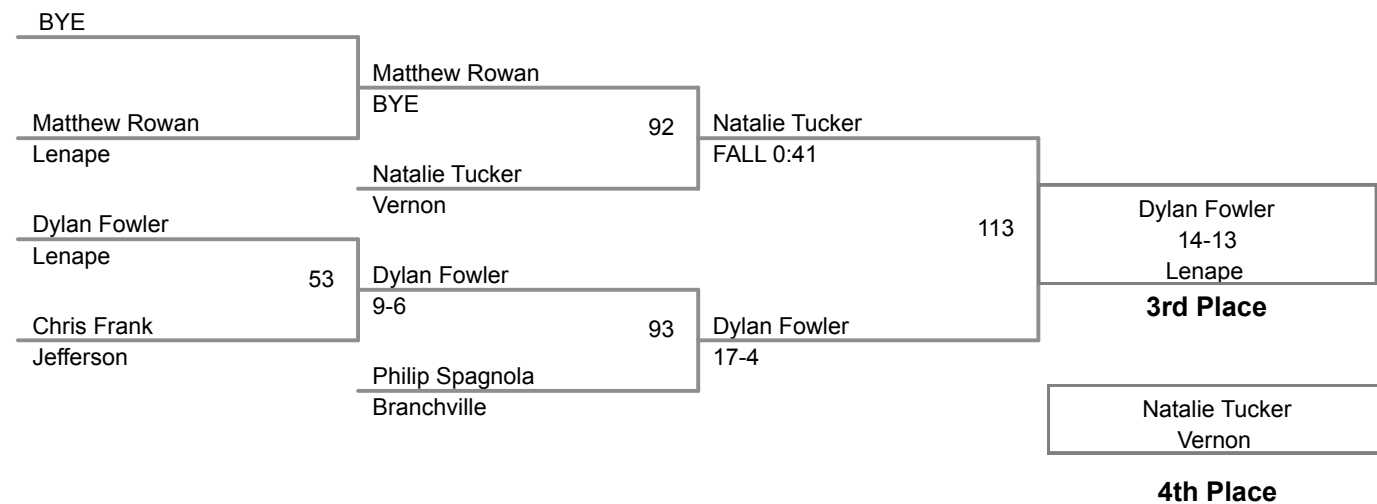 BYE
Matthew Rowan
Lenape
Dylan Fowler
Lenape
53
Chris Frank
Jefferson
Matthew Rowan
BYE
92
Natalie Tucker
Vernon
Dylan Fowler
9-6
93
Philip Spagnola
Branchville
Natalie Tucker
FALL 0:41
113
Dylan Fowler
17-4
Dylan Fowler
14-13
Lenape
3rd Place
Natalie Tucker
Vernon
4th Place